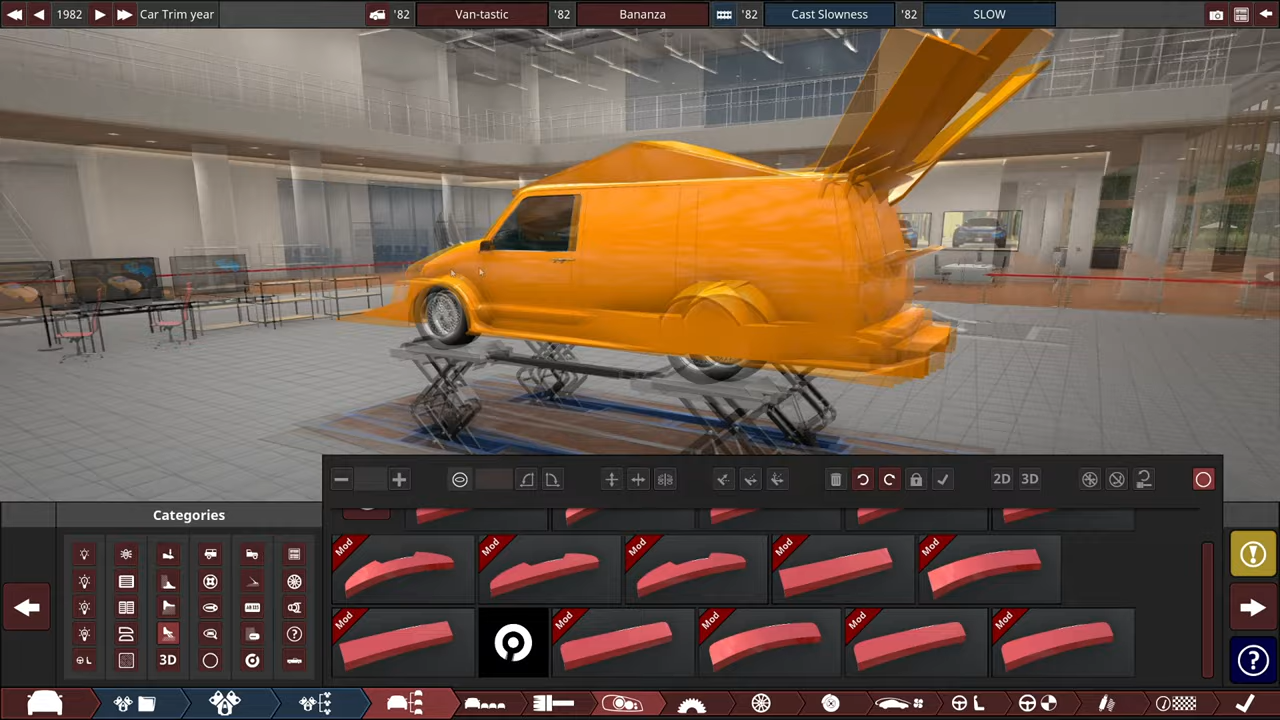 1982 Car Trim year '82 Van-tastic '82 Bananza '82 Cast Slowness '82 SLOW
2D 3D
Categories
Mod Mod Mod Mod Mod
Mod Mod Mod Mod Mod
L 3D